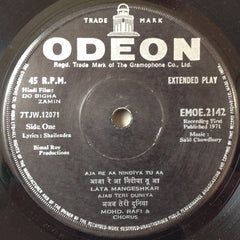 TRADE MARK
ODEON
Regd. Trade Mark of The Gramophone Co., Ltd.
45 R.P.M.
EXTENDED PLAY
Hindi Film:
DO BIGHA
ZAMIN
7TJW.12071
Side One
Lyrics : Shailendra
Bimal Roy
Productions
EMOE.2142
Recording First
Published 1971
Music :
Salil Chowdhury
AJA RE AA NINDIYA TU AA
आजा रे आ निंदिया तू आ
LATA MANGESHKAR
AJAB TERI DUNIYA
अजब तेरी दुनिया
MOHD. RAFI &
CHORUS